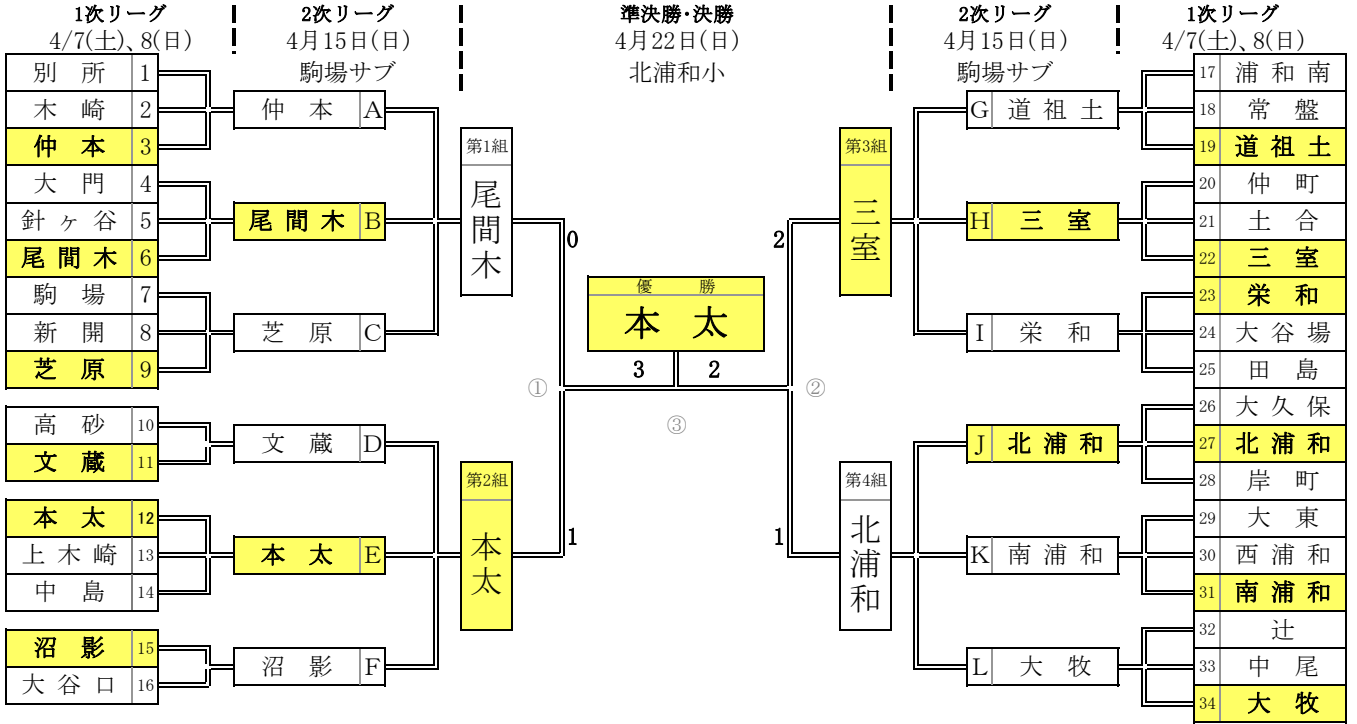 1次リーグ
4/7(土)、8(日)
2次リーグ
4月15日(日)
駒場サブ
準決勝・決勝
4月22日(日)
北浦和小
2次リーグ
4月15日(日)
駒場サブ
1次リーグ
4/7(土)、8(日)
別所 1
木崎 2
仲本 3
大門 4
針ヶ谷 5
尾間木 6
駒場 7
新開 8
芝原 9
高砂 10
文蔵 11
本太 12
上木崎 13
中島 14
沼影 15
大谷口 16
仲本 A
尾間木 B
芝原 C
文蔵 D
本太 E
沼影 F
第1組
尾間木
第2組
本太
0
1
①
優勝
本太
3 2
③
2
1
②
第3組
三室
第4組
北浦和
G 道祖土
H 三室
I 栄和
J 北浦和
K 南浦和
L 大牧
17 浦和南
18 常盤
19 道祖土
20 仲町
21 土合
22 三室
23 栄和
24 大谷場
25 田島
26 大久保
27 北浦和
28 岸町
29 大東
30 西浦和
31 南浦和
32 辻
33 中尾
34 大牧